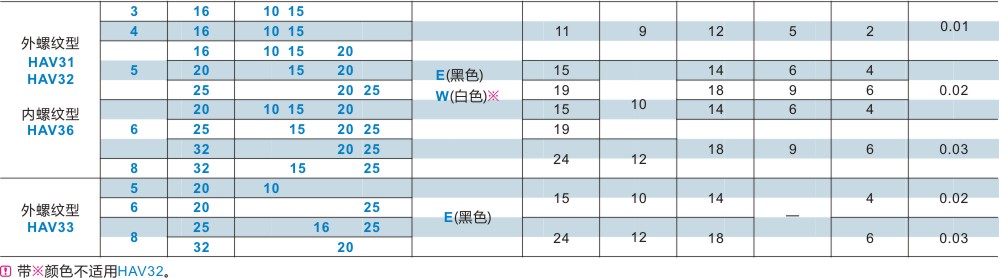 3 16 10 15 0.01
4 16 10 15 11 9 12 5 2
外螺纹型 16 10 15 20
HAV31
HAV32
5 20 15 20 E(黑色) 15 14 6 4
25 20 25 W(白色)※ 19 10 18 9 6 0.02
内螺纹型 20 10 15 20 15 14 6 4
HAV36 6 25 15 20 25 19
32 20 25 24 12 18 9 6 0.03
8 32 15 25
5 20 10 15 10 14 4 0.02
外螺纹型 6 20 25 E(黑色) —
HAV33 8 25 16 25 24 12 18 6 0.03
32 20
! 带※颜色不适用HAV32。